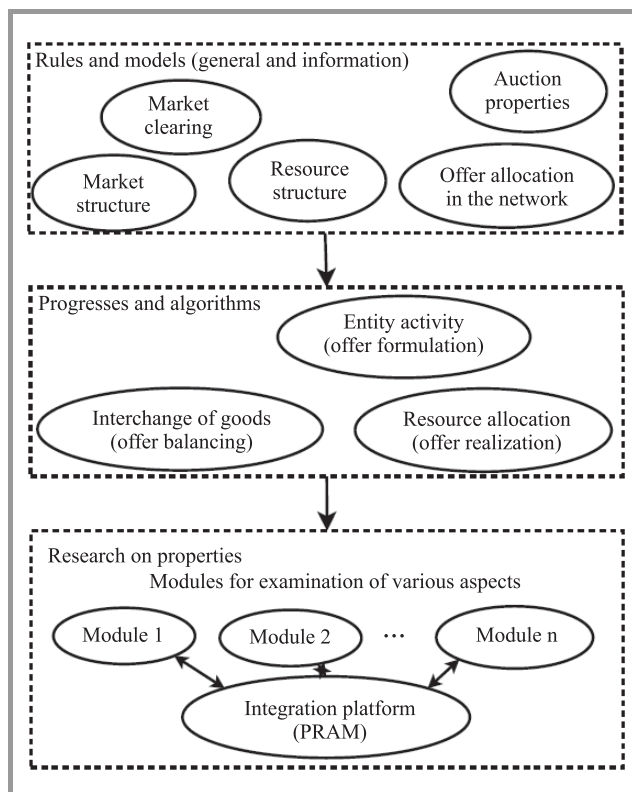 Rules and models (general and information)
Auction
properties
Market
clearing
Resource
structure
Offer allocation
in the network
Market
structure
Progresses and algorithms
Entity activity
(offer formulation)
Interchange of goods
(offer balancing)
Resource allocation
(offer realization)
Research on properties
Modules for examination of various aspects
Module 1
Module 2
...
Module n
Integration platform
(PRAM)